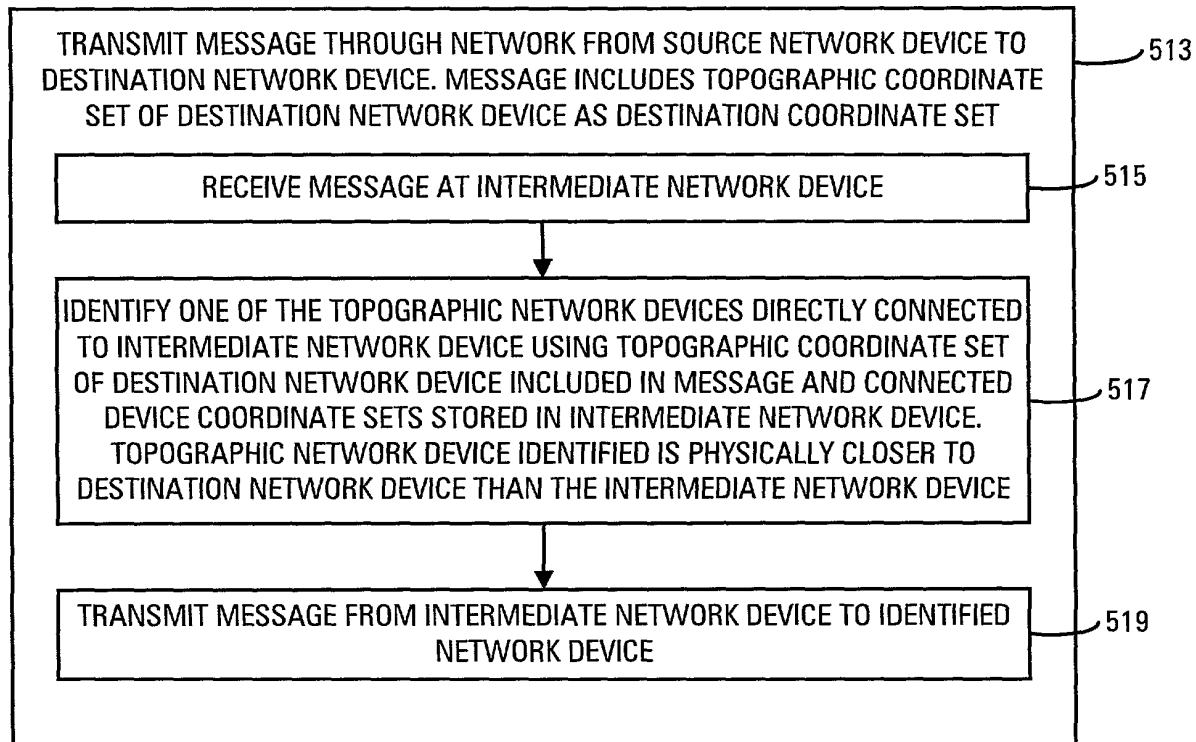 TRANSMIT MESSAGE THROUGH NETWORK FROM SOURCE NETWORK DEVICE TO
DESTINATION NETWORK DEVICE. MESSAGE INCLUDES TOPOGRAPHIC COORDINATE
SET OF DESTINATION NETWORK DEVICE AS DESTINATION COORDINATE SET
513
RECEIVE MESSAGE AT INTERMEDIATE NETWORK DEVICE
515
IDENTIFY ONE OF THE TOPOGRAPHIC NETWORK DEVICES DIRECTLY CONNECTED
TO INTERMEDIATE NETWORK DEVICE USING TOPOGRAPHIC COORDINATE SET
OF DESTINATION NETWORK DEVICE INCLUDED IN MESSAGE AND CONNECTED
DEVICE COORDINATE SETS STORED IN INTERMEDIATE NETWORK DEVICE.
TOPOGRAPHIC NETWORK DEVICE IDENTIFIED IS PHYSICALLY CLOSER TO
DESTINATION NETWORK DEVICE THAN THE INTERMEDIATE NETWORK DEVICE
517
TRANSMIT MESSAGE FROM INTERMEDIATE NETWORK DEVICE TO IDENTIFIED
NETWORK DEVICE
519